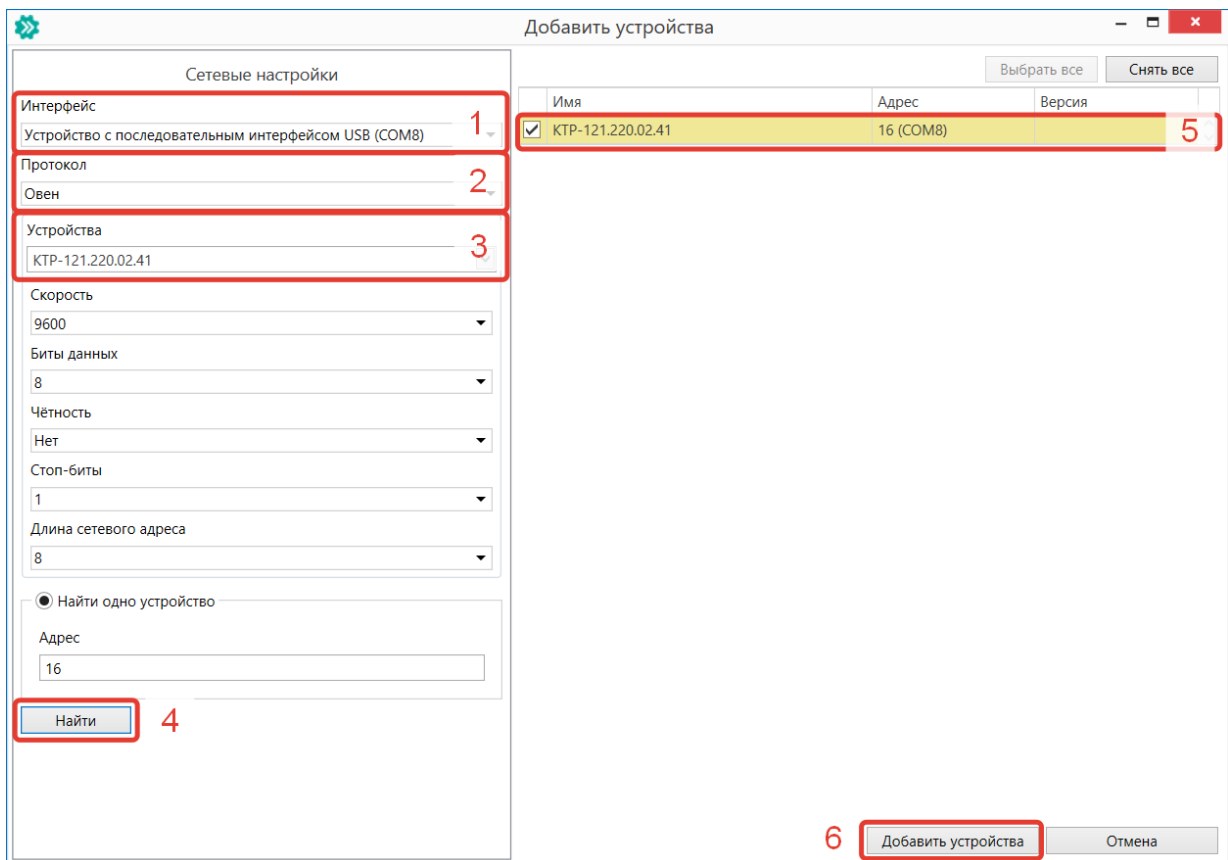 Добавить устройства
Сетевые настройки
Интерфейс
1
Устройство с последовательным интерфейсом USB (COM8)
Протокол
2
Овен
Устройства
3
КТР-121.220.02.41
Скорость
9600
Биты данных
8
Чётность
Нет
Стоп-биты
1
Длина сетевого адреса
8
Найти одно устройство
Адрес
16
Найти
4
Выбрать все Снять все
Имя Адрес Версия
КТР-121.220.02.41 16 (COM8) 5
6 Добавить устройства Отмена